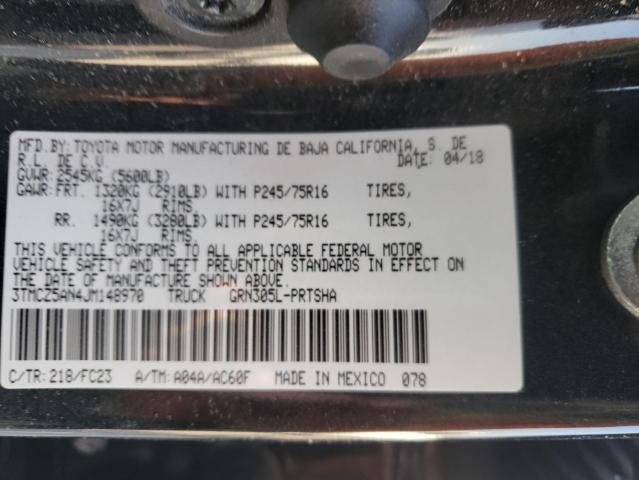 MFD.BY: TOYOTA MOTOR MANUFACTURING DE BAJA CALIFORNIA, S. DE
R.L. DE C.V. DATE: 04/18
GVWR: 2545KG (5600LB)
GAWR: FRT. 1320KG (2910LB) WITH P245/75R16 TIRES,
16X7J RIMS
RR. 1490KG (3280LB) WITH P245/75R16 TIRES,
16X7J RIMS
THIS VEHICLE CONFORMS TO ALL APPLICABLE FEDERAL MOTOR
VEHICLE SAFETY AND THEFT PREVENTION STANDARDS IN EFFECT ON
THE DATE OF MANUFACTURE SHOWN ABOVE.
3TMCZ5AN4JM148970 TRUCK GRN305L-PRTSHA
C/TR: 218/FC23 A/TM: A04A/AC60F MADE IN MEXICO 078